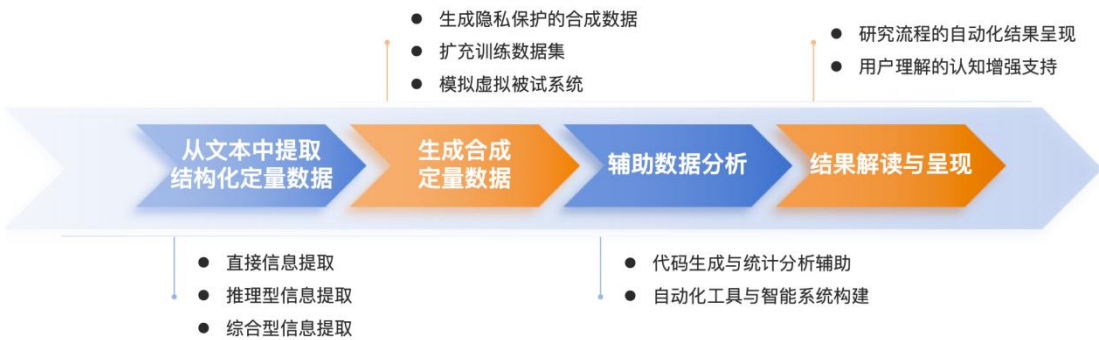 ● 生成隐私保护的合成数据
● 扩充训练数据集
● 模拟虚拟被试系统
● 研究流程的自动化结果呈现
● 用户理解的认知增强支持
从文本中提取
结构化定量数据
生成合成
定量数据
辅助数据分析
结果解读与呈现
● 直接信息提取
● 推理型信息提取
● 综合型信息提取
● 代码生成与统计分析辅助
● 自动化工具与智能系统构建